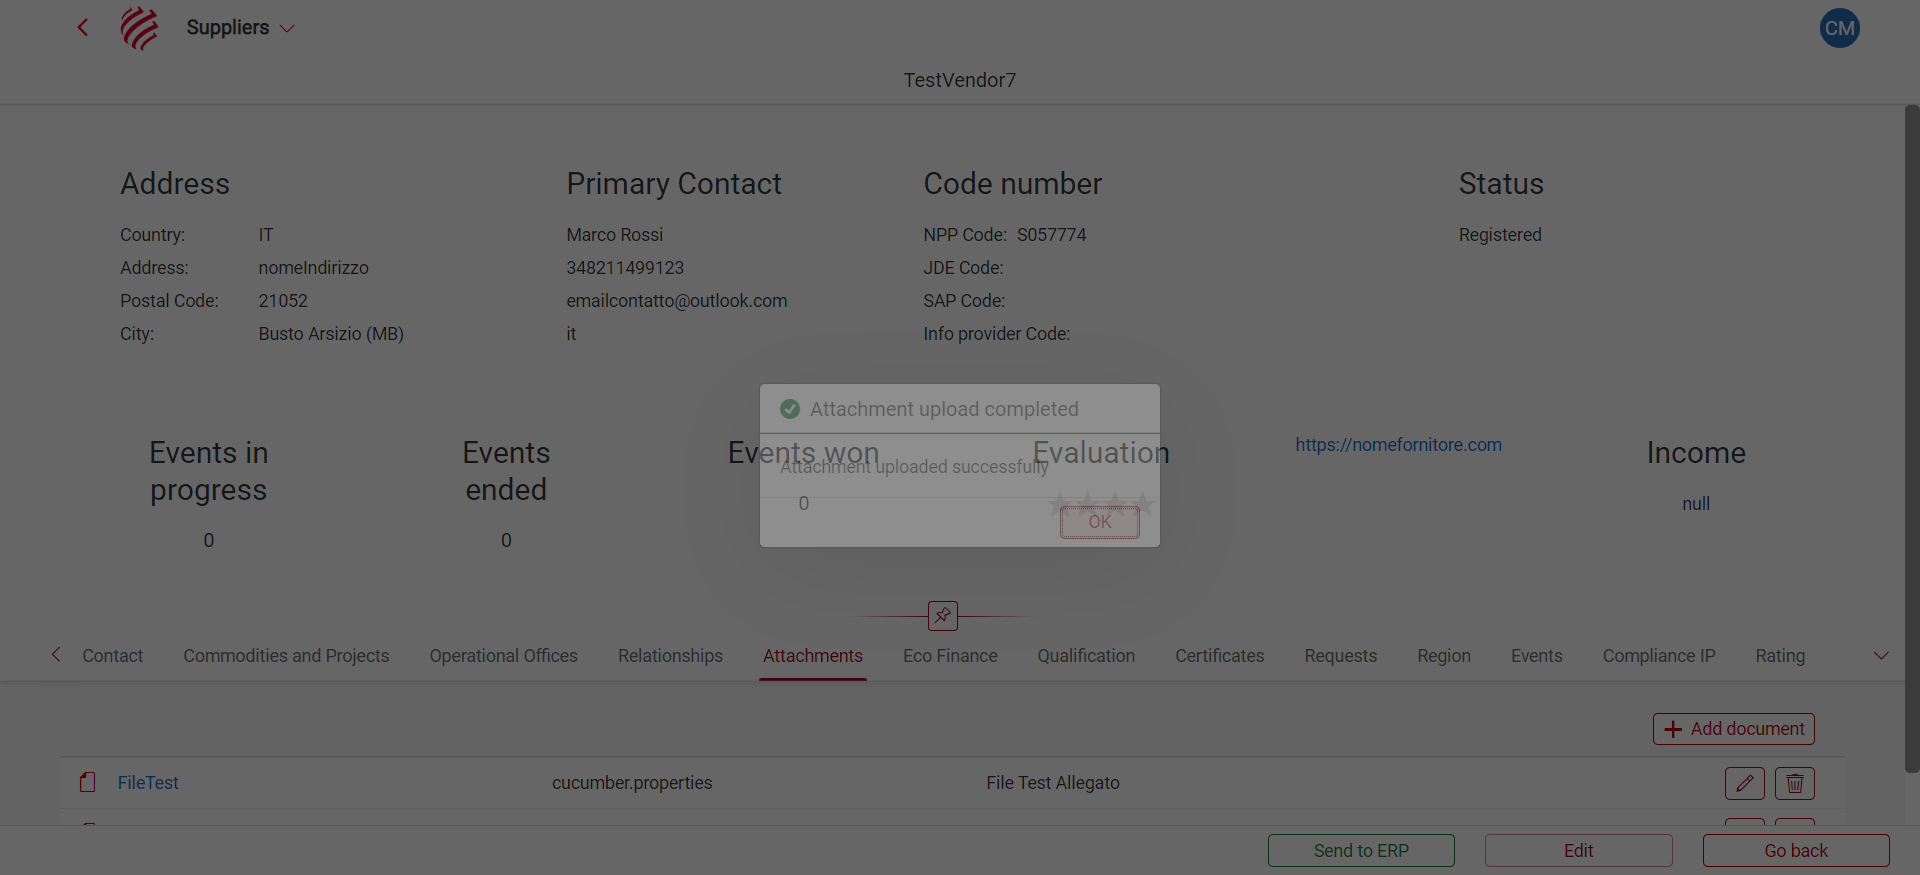 Suppliers
CM
TestVendor7
Address
Country: IT
Address: nomeIndirizzo
Postal Code: 21052
City: Busto Arsizio (MB)
Primary Contact
Marco Rossi
348211499123
emailcontatto@outlook.com
it
Code number
NPP Code: S057774
JDE Code:
SAP Code:
Info provider Code:
Status
Registered
Attachment upload completed
Attachment uploaded successfully
OK
Events in
progress
0
Events
ended
0
Events won
0
Evaluation
https://nomefornitore.com
Income
null
Contact Commodities and Projects Operational Offices Relationships Attachments Eco Finance Qualification Certificates Requests Region Events Compliance IP Rating
Add document
FileTest cucumber.properties File Test Allegato
Send to ERP Edit Go back